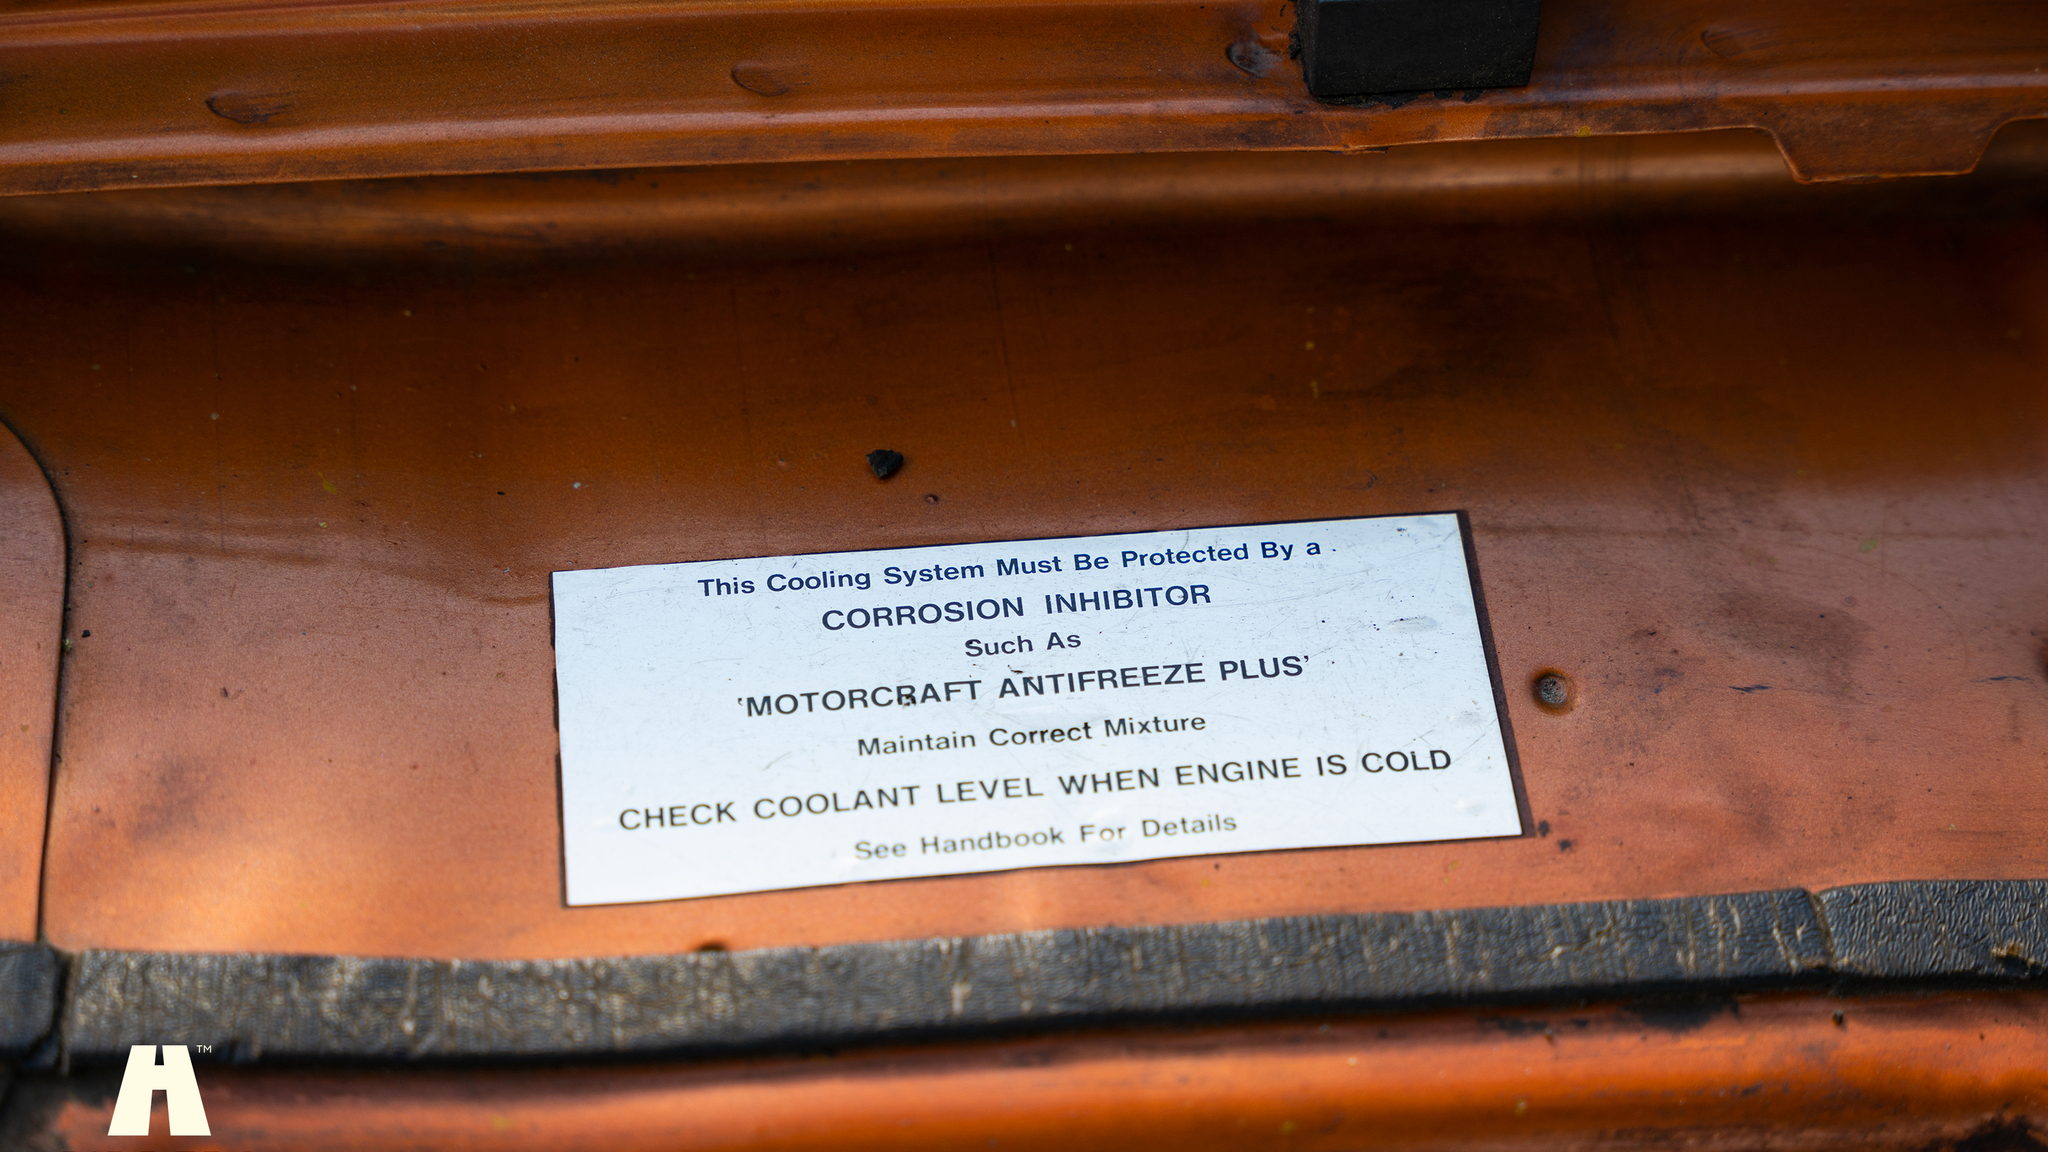 This Cooling System Must Be Protected By a
CORROSION INHIBITOR
Such As
'MOTORCRAFT ANTIFREEZE PLUS'
Maintain Correct Mixture
CHECK COOLANT LEVEL WHEN ENGINE IS COLD
See Handbook For Details
H™